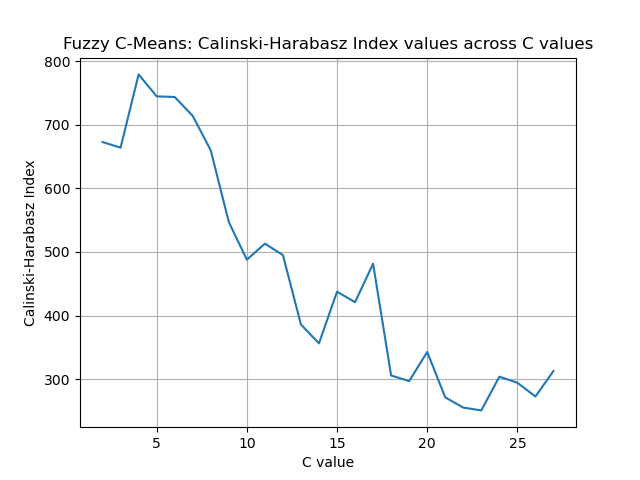 Fuzzy C-Means: Calinski-Harabasz Index values across C values
800
700
600
500
400
300
Calinski-Harabasz Index
5 10 15 20 25
C value